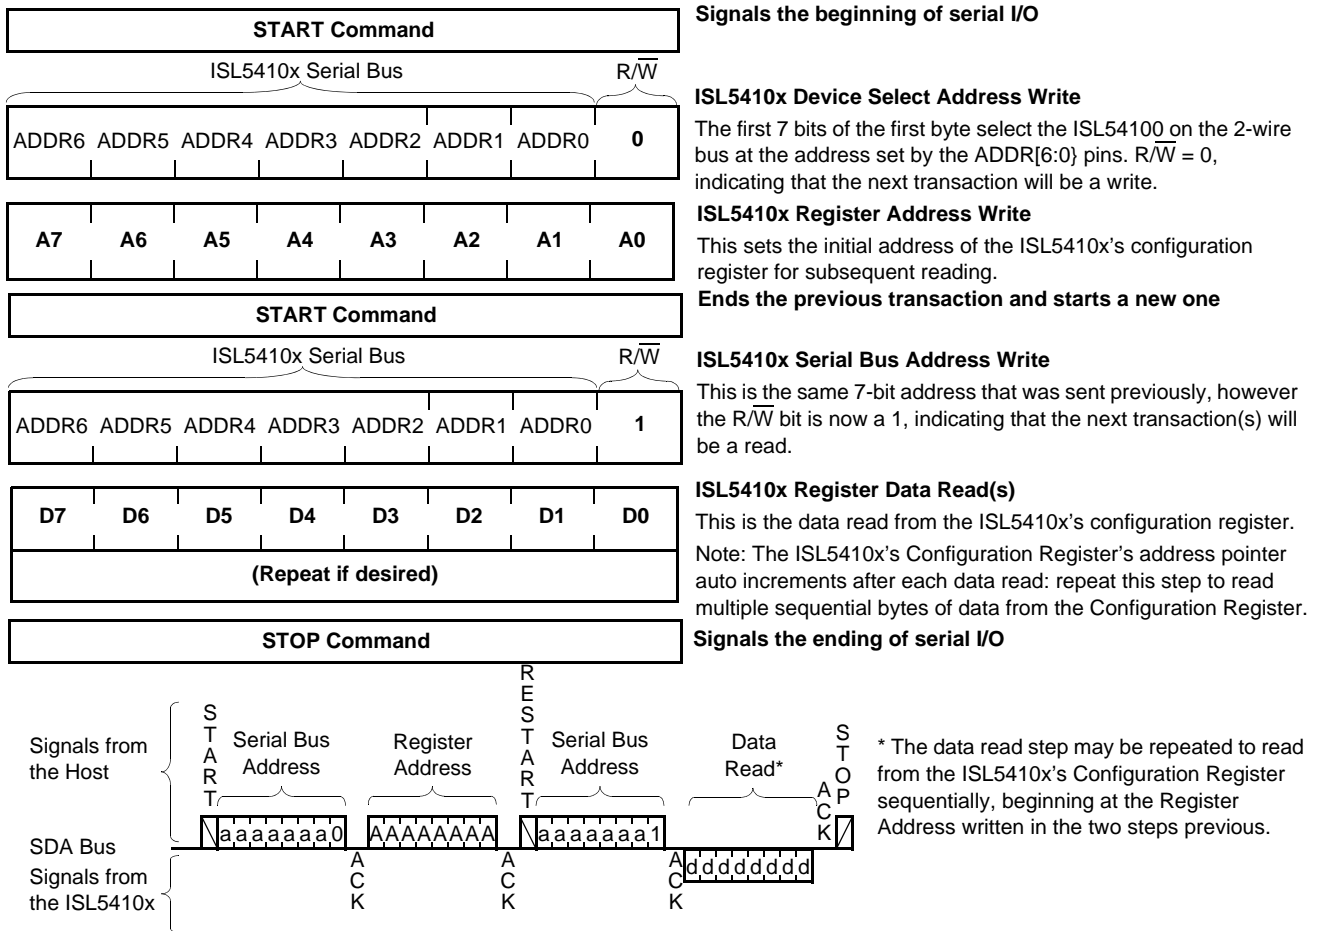 START Command
Signals the beginning of serial I/O
ISL5410x Serial Bus
R/W
ADDR6 ADDR5 ADDR4 ADDR3 ADDR2 ADDR1 ADDR0 0
ISL5410x Device Select Address Write
The first 7 bits of the first byte select the ISL54100 on the 2-wire
bus at the address set by the ADDR[6:0} pins. R/W = 0,
indicating that the next transaction will be a write.
A7 A6 A5 A4 A3 A2 A1 A0
ISL5410x Register Address Write
This sets the initial address of the ISL5410x's configuration
register for subsequent reading.
START Command
Ends the previous transaction and starts a new one
ISL5410x Serial Bus
R/W
ADDR6 ADDR5 ADDR4 ADDR3 ADDR2 ADDR1 ADDR0 1
ISL5410x Serial Bus Address Write
This is the same 7-bit address that was sent previously, however
the R/W bit is now a 1, indicating that the next transaction(s) will
be a read.
D7 D6 D5 D4 D3 D2 D1 D0
(Repeat if desired)
ISL5410x Register Data Read(s)
This is the data read from the ISL5410x's configuration register.
Note: The ISL5410x's Configuration Register's address pointer
auto increments after each data read: repeat this step to read
multiple sequential bytes of data from the Configuration Register.
STOP Command
Signals the ending of serial I/O
Signals from
the Host
START
Serial Bus
Address
Register
Address
RESTART
Serial Bus
Address
Data
Read*
ACK
STOP
a a a a a a a 0
A A A A A A A A
a a a a a a a 1
SDA Bus
Signals from
the ISL5410x
ACK
ACK
ACK
d d d d d d d d
* The data read step may be repeated to read
from the ISL5410x's Configuration Register
sequentially, beginning at the Register
Address written in the two steps previous.